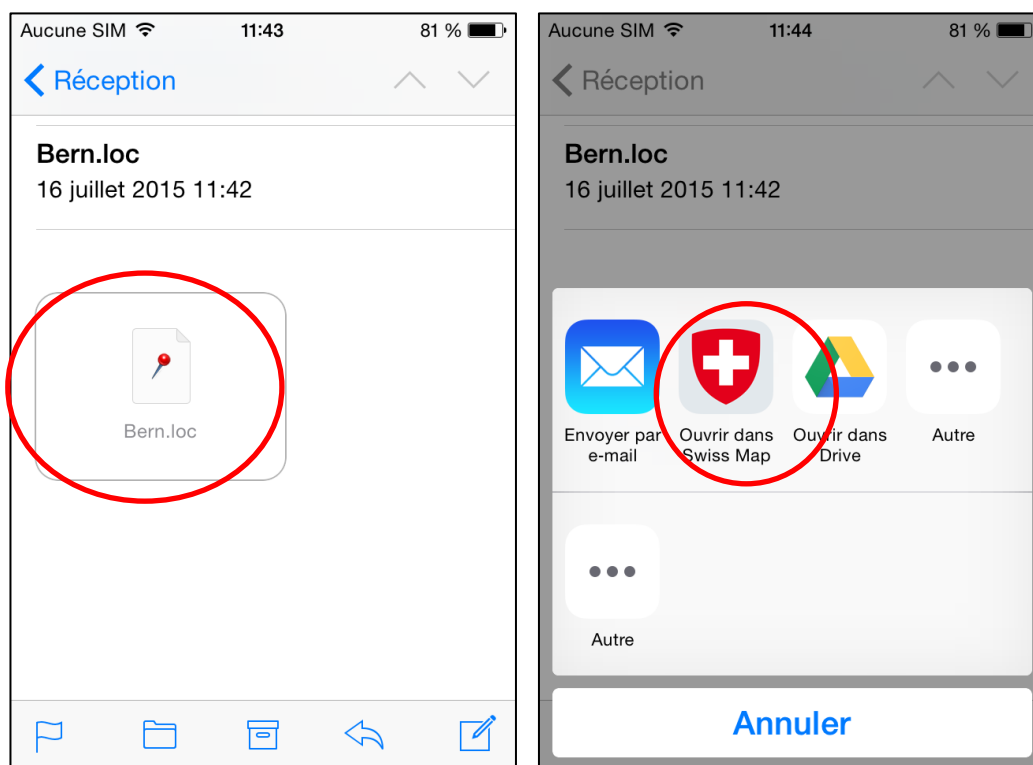 Aucune SIM 11:43 81 %
Réception
Bern.loc
16 juillet 2015 11:42
Bern.loc
Aucune SIM 11:44 81 %
Réception
Bern.loc
16 juillet 2015 11:42
Envoyer par
e-mail
Ouvrir dans
Swiss Map
Ouvrir dans
Drive
Autre
Autre
Annuler